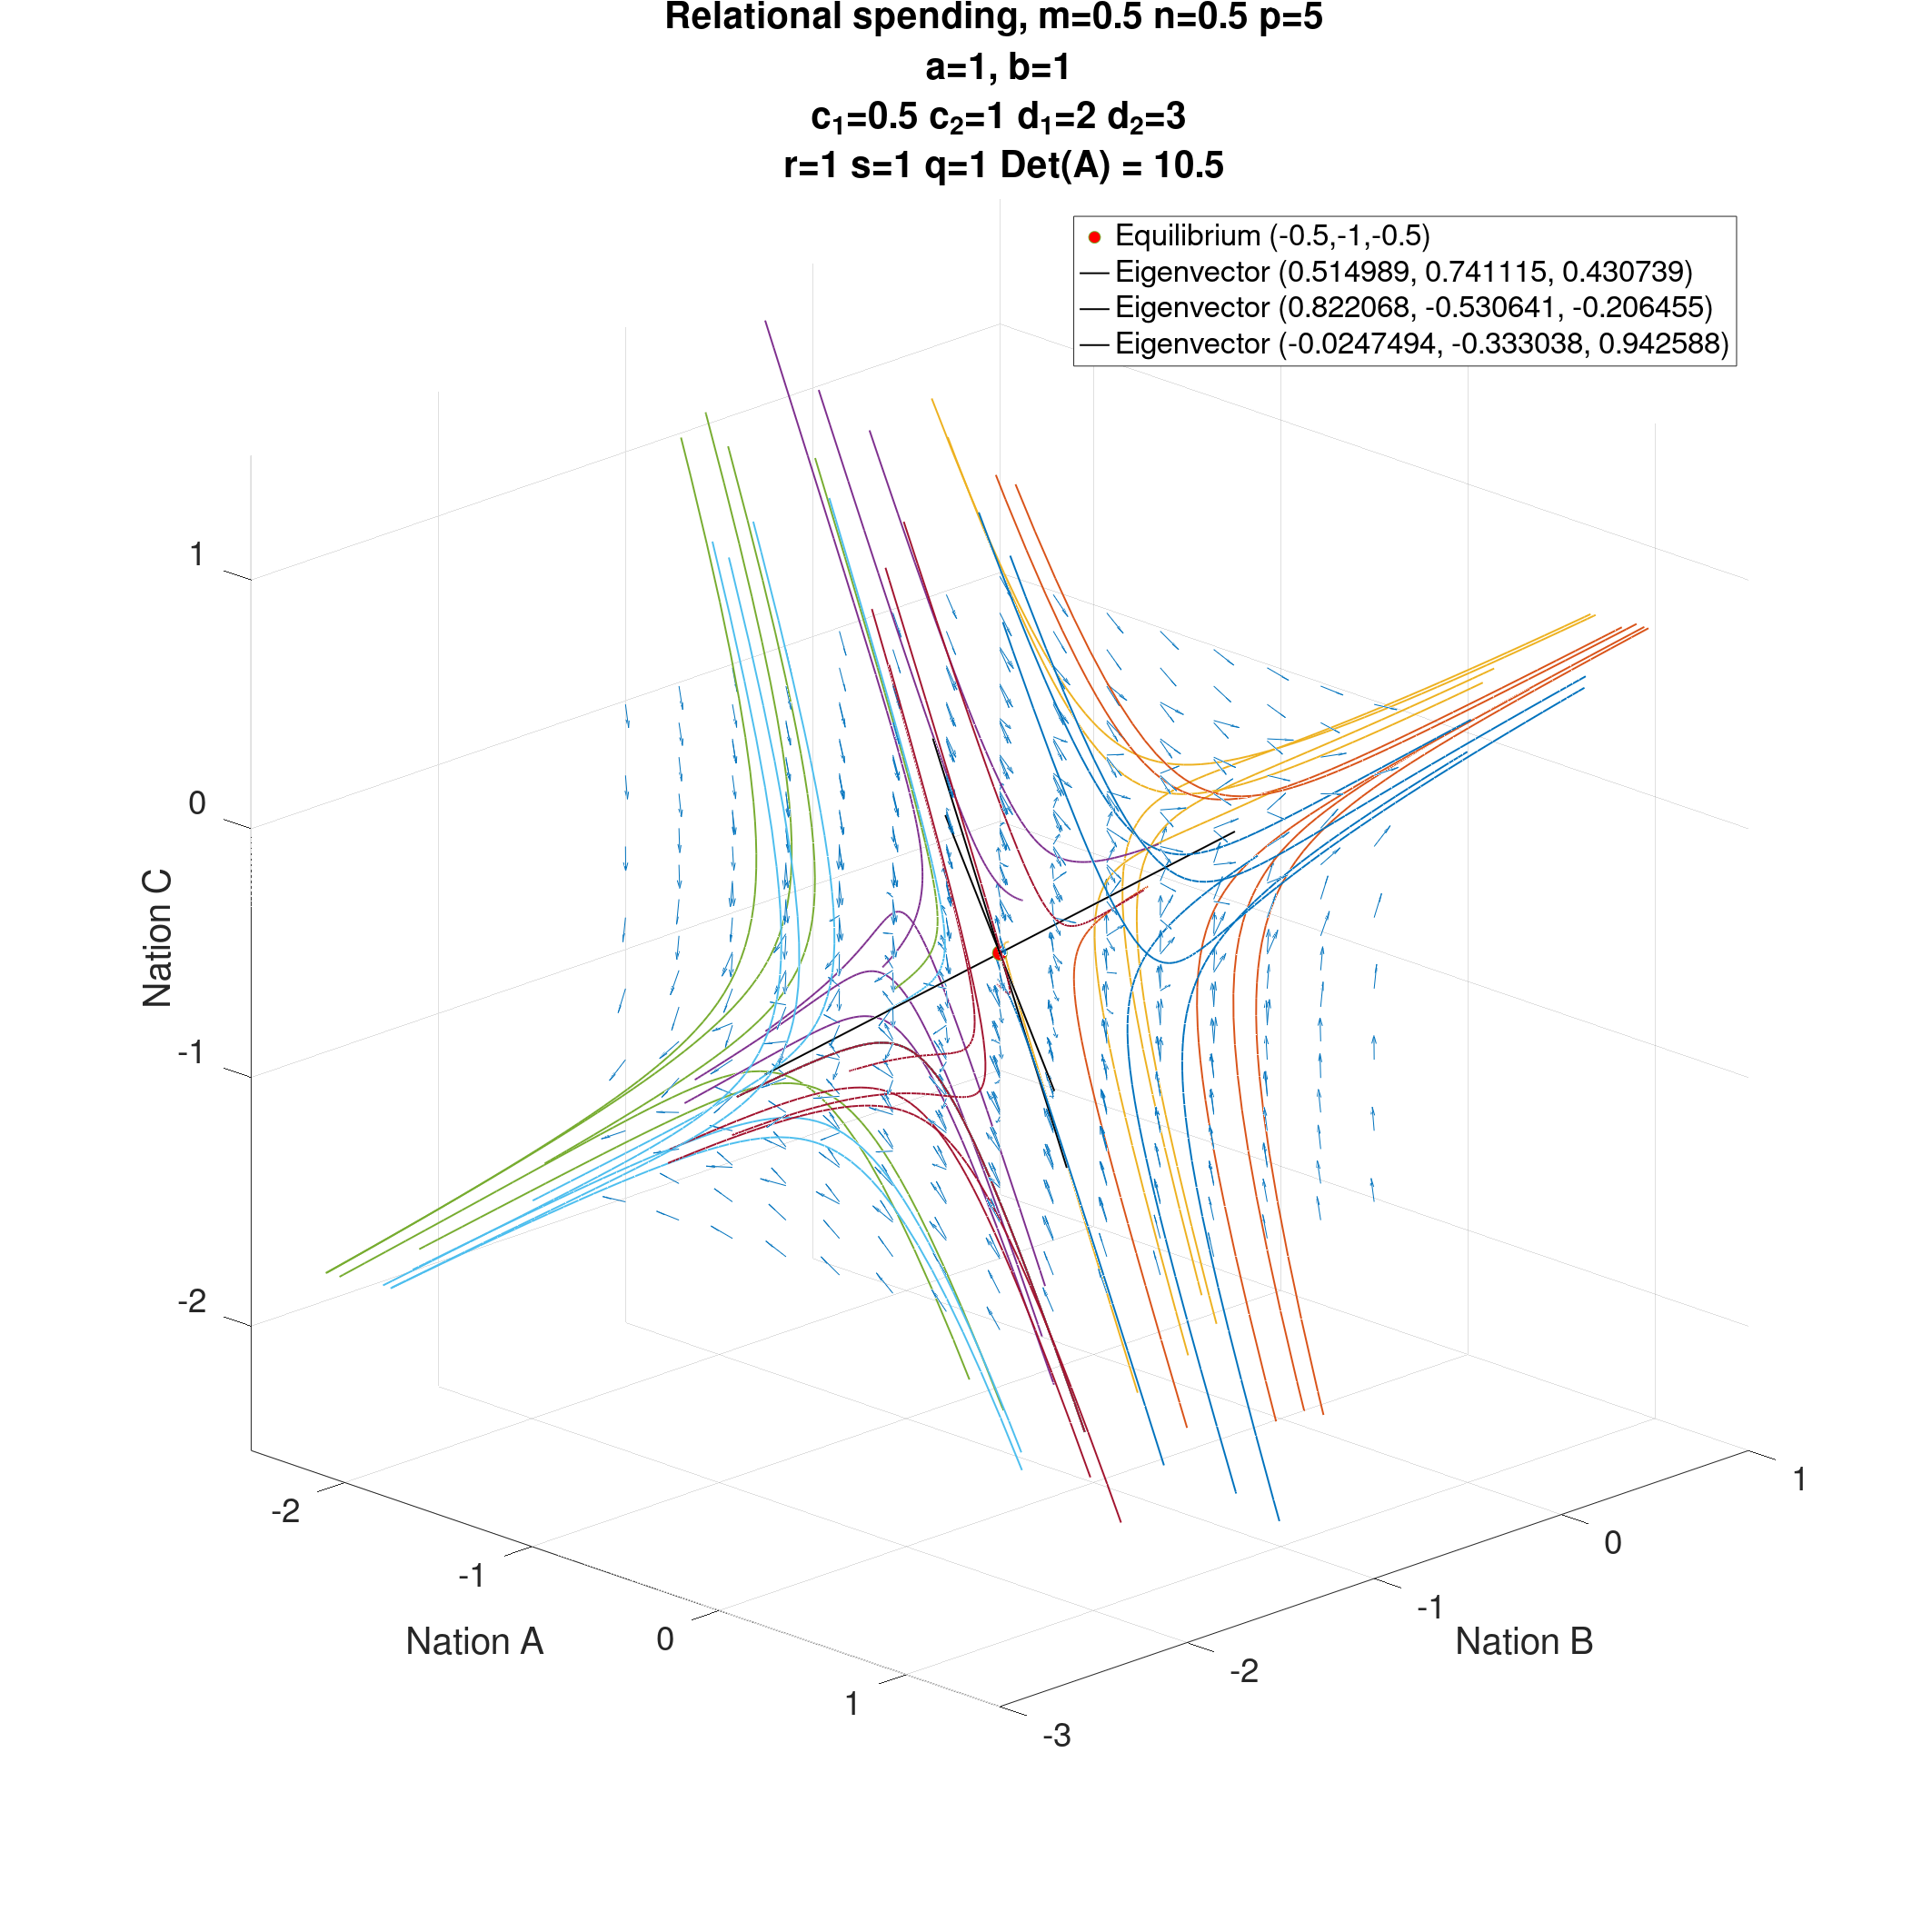 Relational spending, m=0.5 n=0.5 p=5
a=1, b=1
c₁=0.5 c₂=1 d₁=2 d₂=3
r=1 s=1 q=1 Det(A) = 10.5
Equilibrium (-0.5,-1,-0.5)
Eigenvector (0.514989, 0.741115, 0.430739)
Eigenvector (0.822068, -0.530641, -0.206455)
Eigenvector (-0.0247494, -0.333038, 0.942588)
1
0
-1
-2
Nation C
-2
-1
0
1
Nation A
-3
-2
-1
0
1
Nation B